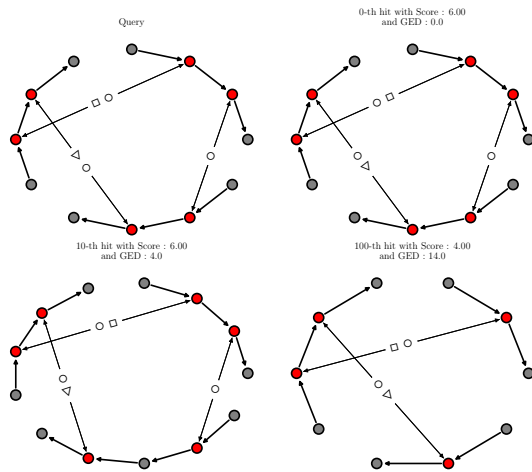 Query
0-th hit with Score : 6.00
and GED : 0.0
10-th hit with Score : 6.00
and GED : 4.0
100-th hit with Score : 4.00
and GED : 14.0